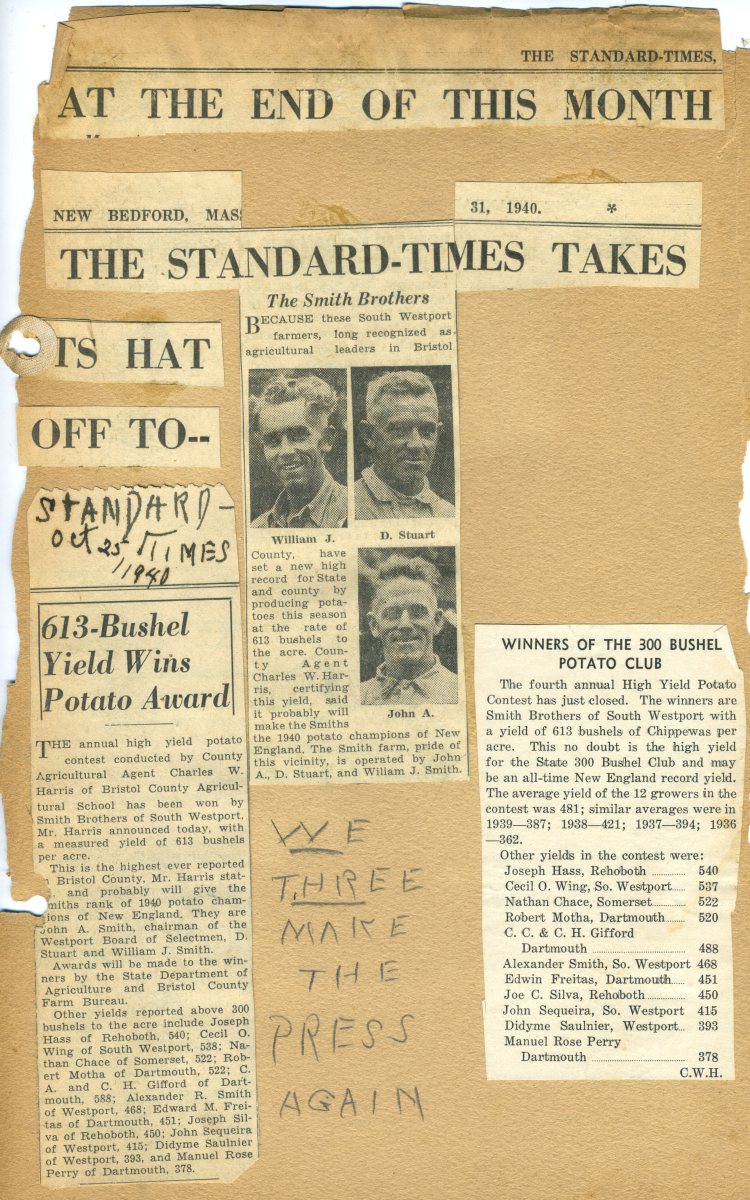 THE STANDARD-TIMES,
AT THE END OF THIS MONTH
NEW BEDFORD, MAS
31, 1940. *
THE STANDARD-TIMES TAKES
TS HAT
OFF TO--
STANDARD-
TIMES
Oct 25
1940
613-Bushel
Yield Wins
Potato Award
THE annual high yield potato
contest conducted by County
Agricultural Agent Charles W.
Harris of Bristol County Agricul-
tural School has been won by
Smith Brothers of South Westport,
Mr. Harris announced today, with
a measured yield of 613 bushels
per acre.
This is the highest ever reported
n Bristol County, Mr. Harris stat-
, and probably will give the
miths rank of 1940 potato cham-
ions of New England. They are
John A. Smith, chairman of the
Westport Board of Selectmen, D.
Stuart and William J. Smith.
Awards will be made to the win-
ners by the State Department of
Agriculture and Bristol County
Farm Bureau.
Other yields reported above 300
bushels to the acre include Joseph
Hass of Rehoboth, 540; Cecil O.
Wing of South Westport, 538; Na-
than Chace of Somerset, 522; Rob-
ert Motha of Dartmouth, 522; C.
A. and C. H. Gifford of Dart-
mouth, 588; Alexander R. Smith
of Westport, 468; Edward M. Frei-
tas of Dartmouth, 451; Joseph Sil-
va of Rehoboth, 450; John Sequeira
of Westport, 415; Didyme Saulnier
of Westport, 393, and Manuel Rose
Perry of Dartmouth, 378.
The Smith Brothers
BECAUSE these South Westport
farmers, long recognized as
agricultural leaders in Bristol
William J.
D. Stuart
County, have
set a new high
record for State
and county by
producing pota-
toes this season
at the rate of
613 bushels to
the acre. Coun-
ty Agent
Charles W. Har-
ris, certifying
this yield, said
it probably will
make the Smiths
John A.
the 1940 potato champions of New
England. The Smith farm, pride of
this vicinity, is operated by John
A., D. Stuart, and William J. Smith.
WE
THREE
MAKE
THE
PRESS
AGAIN
WINNERS OF THE 300 BUSHEL
POTATO CLUB
The fourth annual High Yield Potato
Contest has just closed. The winners are
Smith Brothers of South Westport with
a yield of 613 bushels of Chippewas per
acre. This no doubt is the high yield
for the State 300 Bushel Club and may
be an all-time New England record yield.
The average yield of the 12 growers in the
contest was 481; similar averages were in
1939—387; 1938—421; 1937—394; 1936
—362.
Other yields in the contest were:
Joseph Hass, Rehoboth ........... 540
Cecil O. Wing, So. Westport..... 537
Nathan Chace, Somerset.......... 522
Robert Motha, Dartmouth....... 520
C. C. & C. H. Gifford
Dartmouth ........................... 488
Alexander Smith, So. Westport 468
Edwin Freitas, Dartmouth....... 451
Joe C. Silva, Rehoboth............. 450
John Sequeira, So. Westport 415
Didyme Saulnier, Westport.... 393
Manuel Rose Perry
Dartmouth ........................... 378
C.W.H.